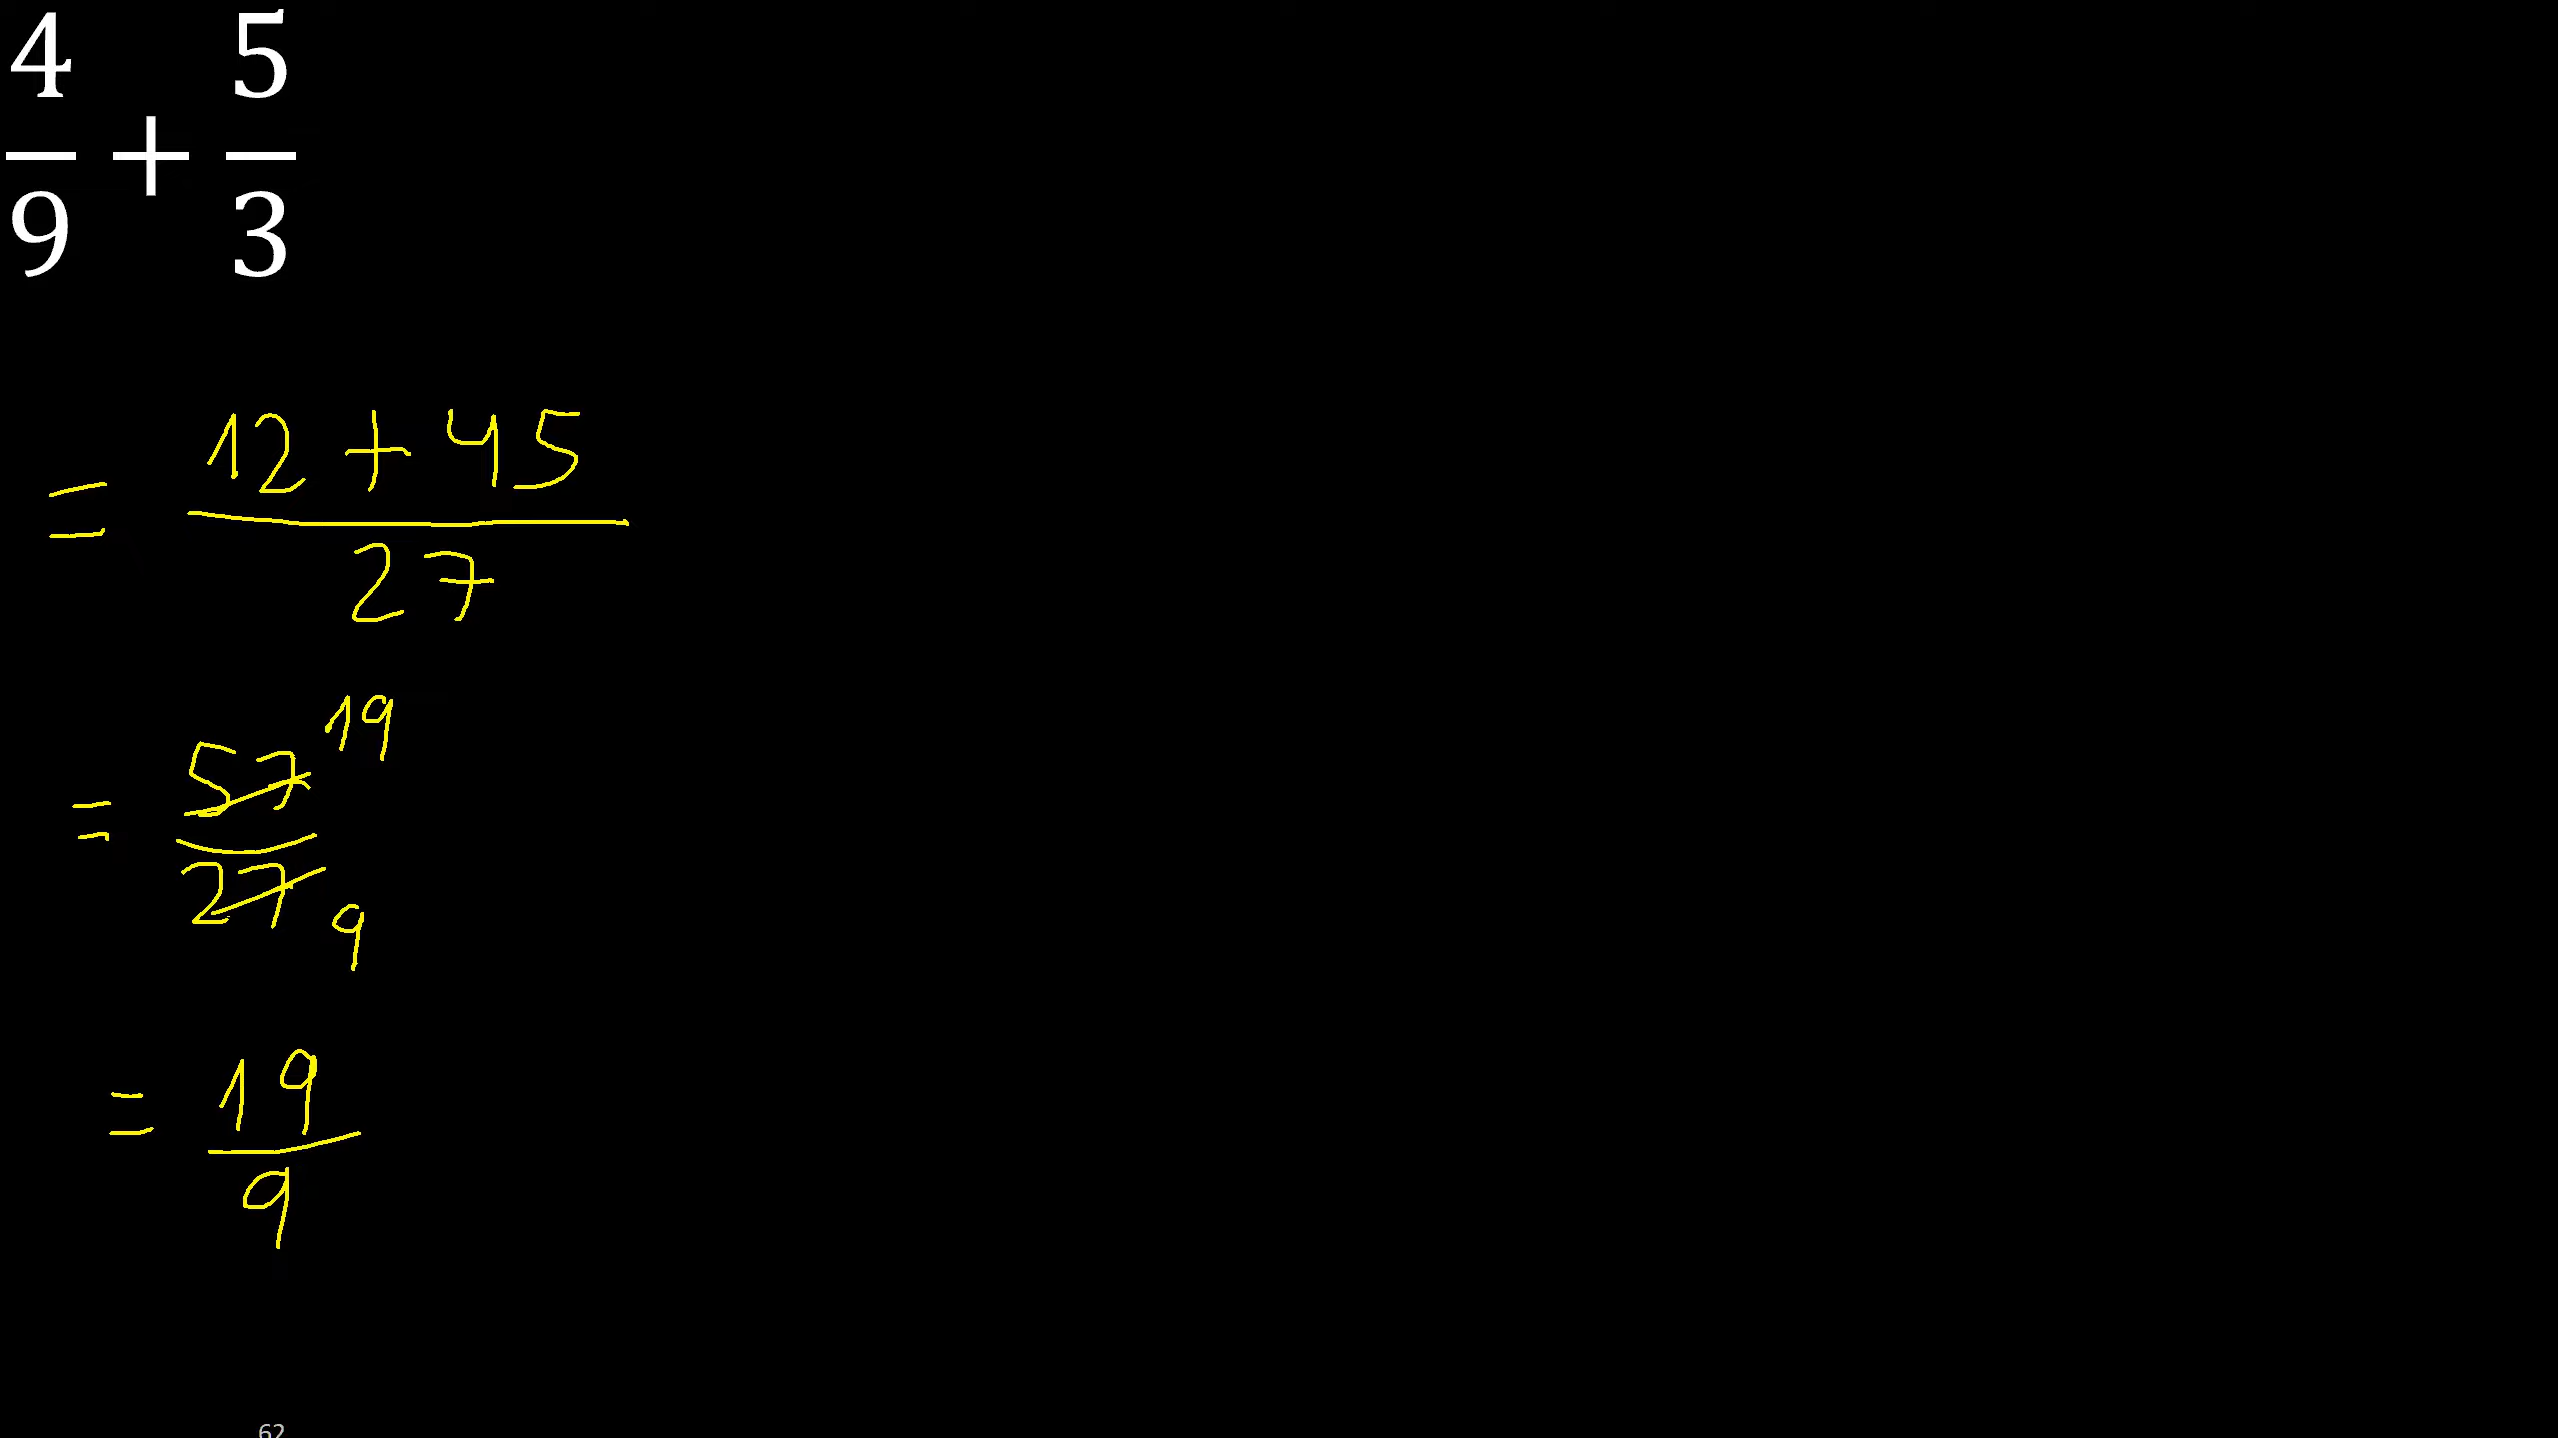 4/9 + 5/3
= (12 + 45)/27
= 57/27 19 9
= 19/9
62